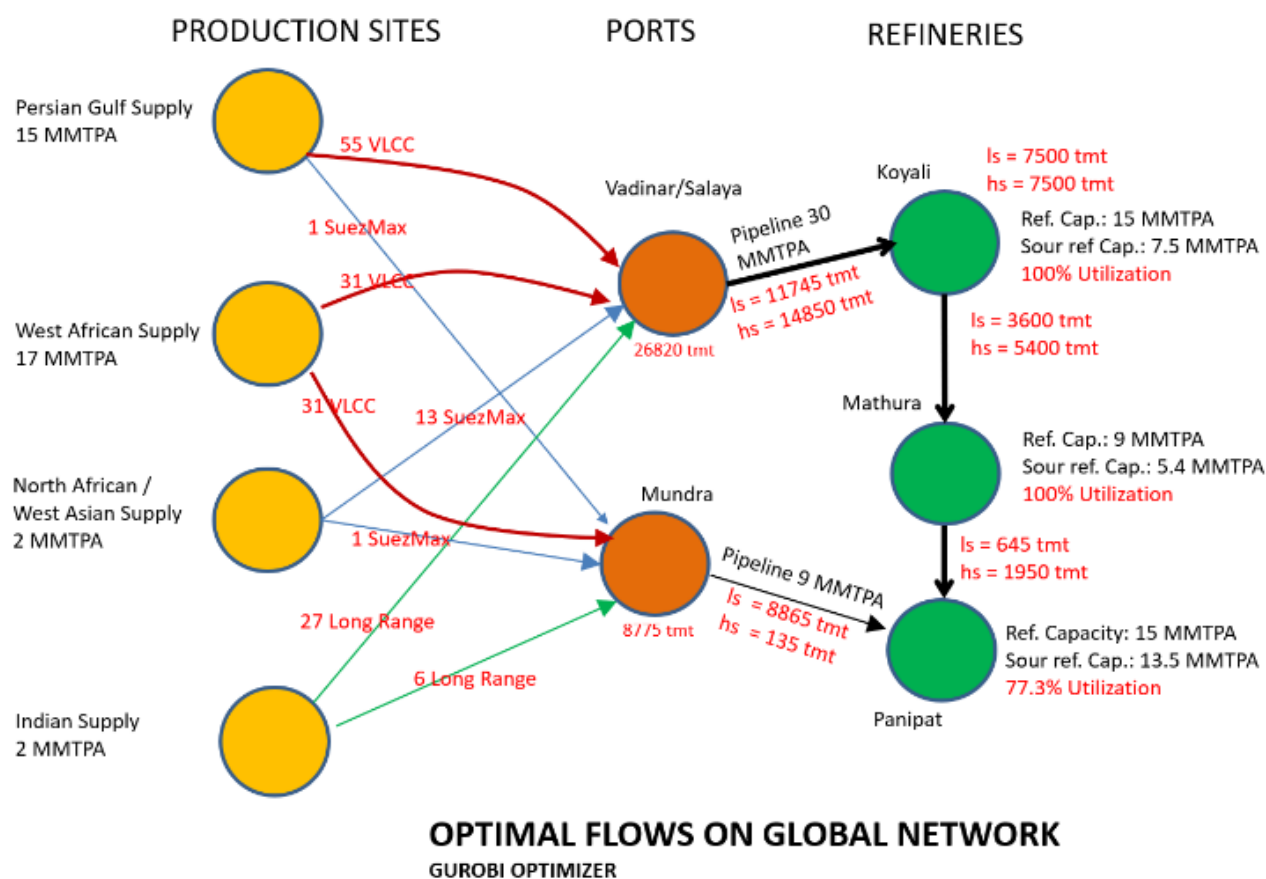 PRODUCTION SITES
PORTS
REFINERIES
Persian Gulf Supply
15 MMTPA
55 VLCC
1 SuezMax
West African Supply
17 MMTPA
31 VLCC
31 VLCC
North African /
West Asian Supply
2 MMTPA
13 SuezMax
1 SuezMax
Indian Supply
2 MMTPA
27 Long Range
6 Long Range
Vadinar/Salaya
26820 tmt
Pipeline 30
MMTPA
ls = 11745 tmt
hs = 14850 tmt
Mundra
8775 tmt
Pipeline 9 MMTPA
ls = 8865 tmt
hs = 135 tmt
Koyali
ls = 7500 tmt
hs = 7500 tmt
Ref. Cap.: 15 MMTPA
Sour ref Cap.: 7.5 MMTPA
100% Utilization
ls = 3600 tmt
hs = 5400 tmt
Mathura
Ref. Cap.: 9 MMTPA
Sour ref. Cap.: 5.4 MMTPA
100% Utilization
ls = 645 tmt
hs = 1950 tmt
Ref. Capacity: 15 MMTPA
Sour ref. Cap.: 13.5 MMTPA
77.3% Utilization
Panipat
OPTIMAL FLOWS ON GLOBAL NETWORK
GUROBI OPTIMIZER